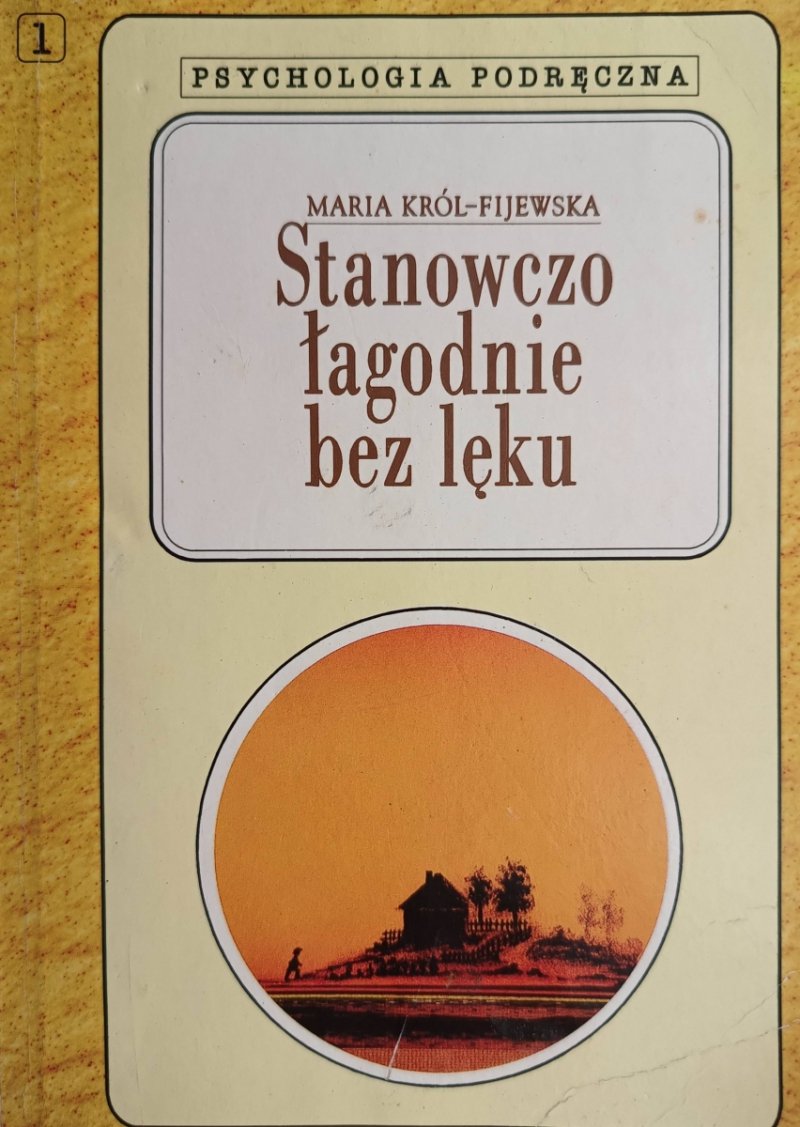 1
PSYCHOLOGIA PODRĘCZNA
MARIA KRÓL-FIJEWSKA
Stanowczo
łagodnie
bez lęku